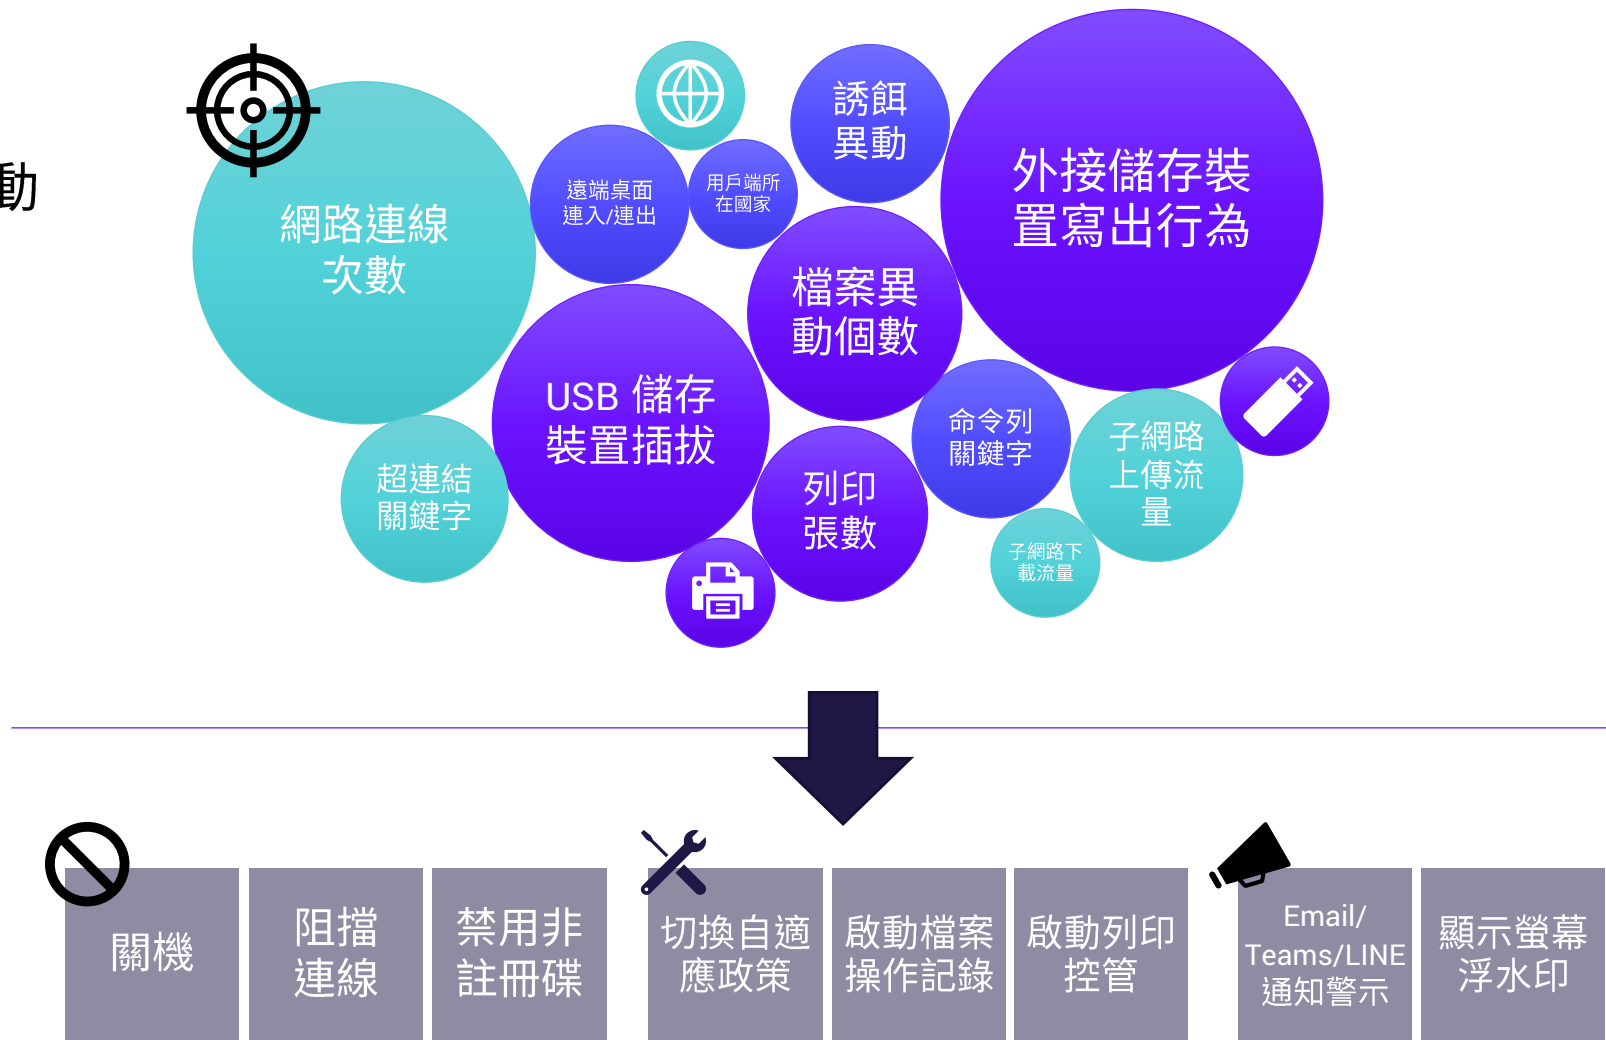 動
網路連線
次數
遠端桌面
連入/連出
用戶端所
在國家
誘餌
異動
外接儲存裝
置寫出行為
檔案異
動個數
USB 儲存
裝置插拔
超連結
關鍵字
列印
張數
命令列
關鍵字
子網路
上傳流
量
子網路下
載流量
關機
阻擋
連線
禁用非
註冊碟
切換自適
應政策
啟動檔案
操作記錄
啟動列印
控管
Email/
Teams/LINE
通知警示
顯示螢幕
浮水印